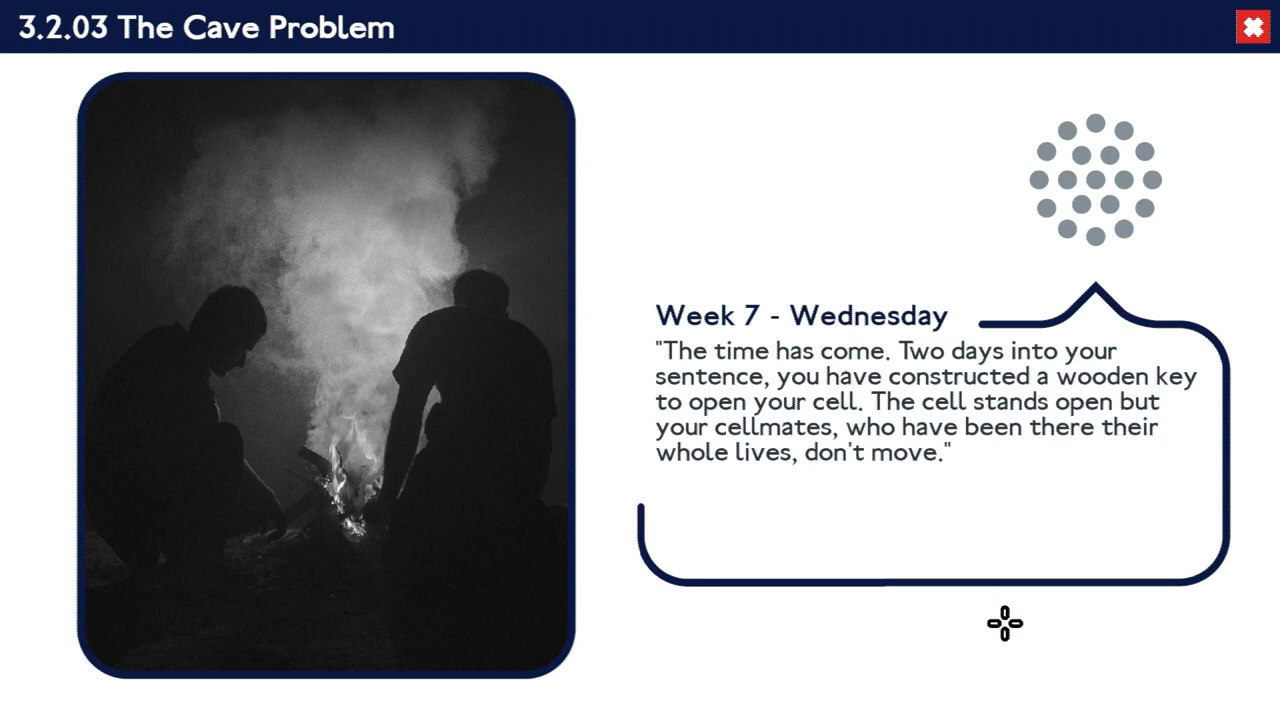 3.2.03 The Cave Problem
Week 7 - Wednesday
"The time has come. Two days into your
sentence, you have constructed a wooden key
to open your cell. The cell stands open but
your cellmates, who have been there their
whole lives, don't move."